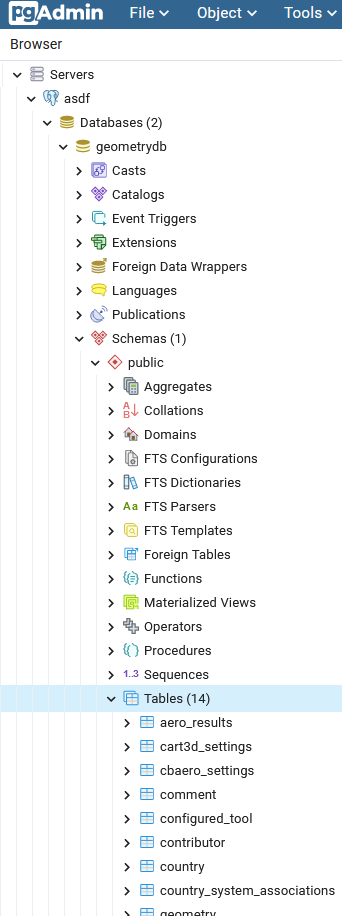 pgAdmin File Object Tools
Browser
Servers
asdf
Databases (2)
geometrydb
Casts
Catalogs
Event Triggers
Extensions
Foreign Data Wrappers
Languages
Publications
Schemas (1)
public
Aggregates
Collations
Domains
FTS Configurations
FTS Dictionaries
Aa FTS Parsers
FTS Templates
Foreign Tables
Functions
Materialized Views
Operators
Procedures
1..3 Sequences
Tables (14)
aero_results
cart3d_settings
cbaero_settings
comment
configured_tool
contributor
country
country_system_associations
geometry